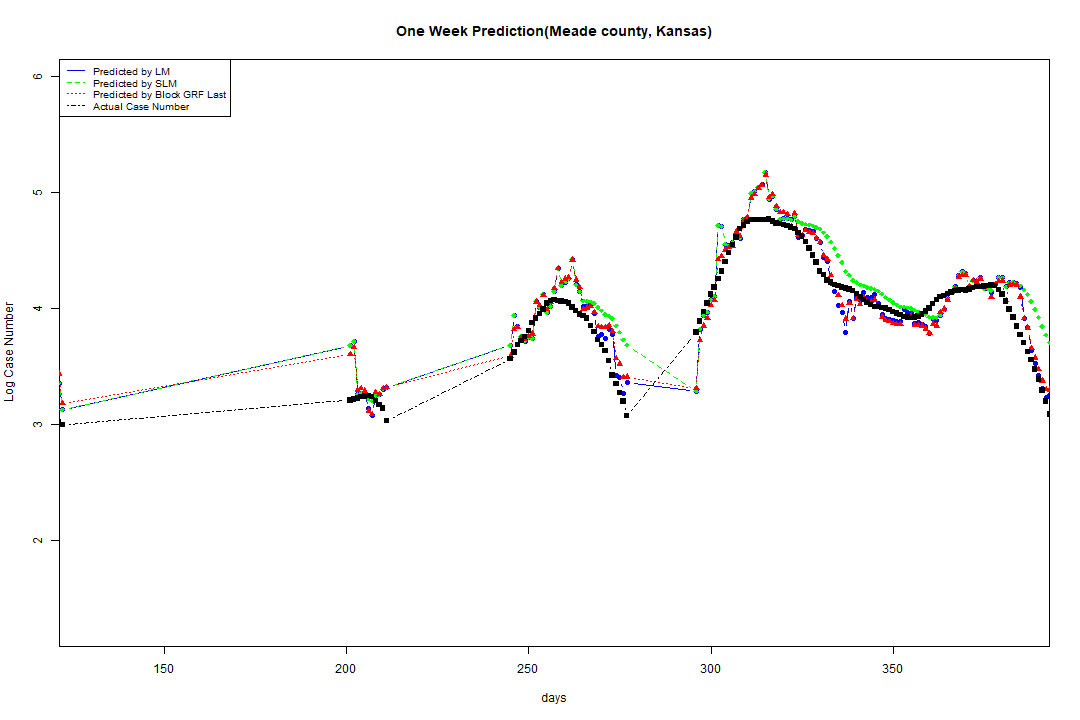 One Week Prediction(Meade county, Kansas)
Predicted by LM
Predicted by SLM
Predicted by Block GRF Last
Actual Case Number
6
5
4
3
2
Log Case Number
150 200 250 300 350
days